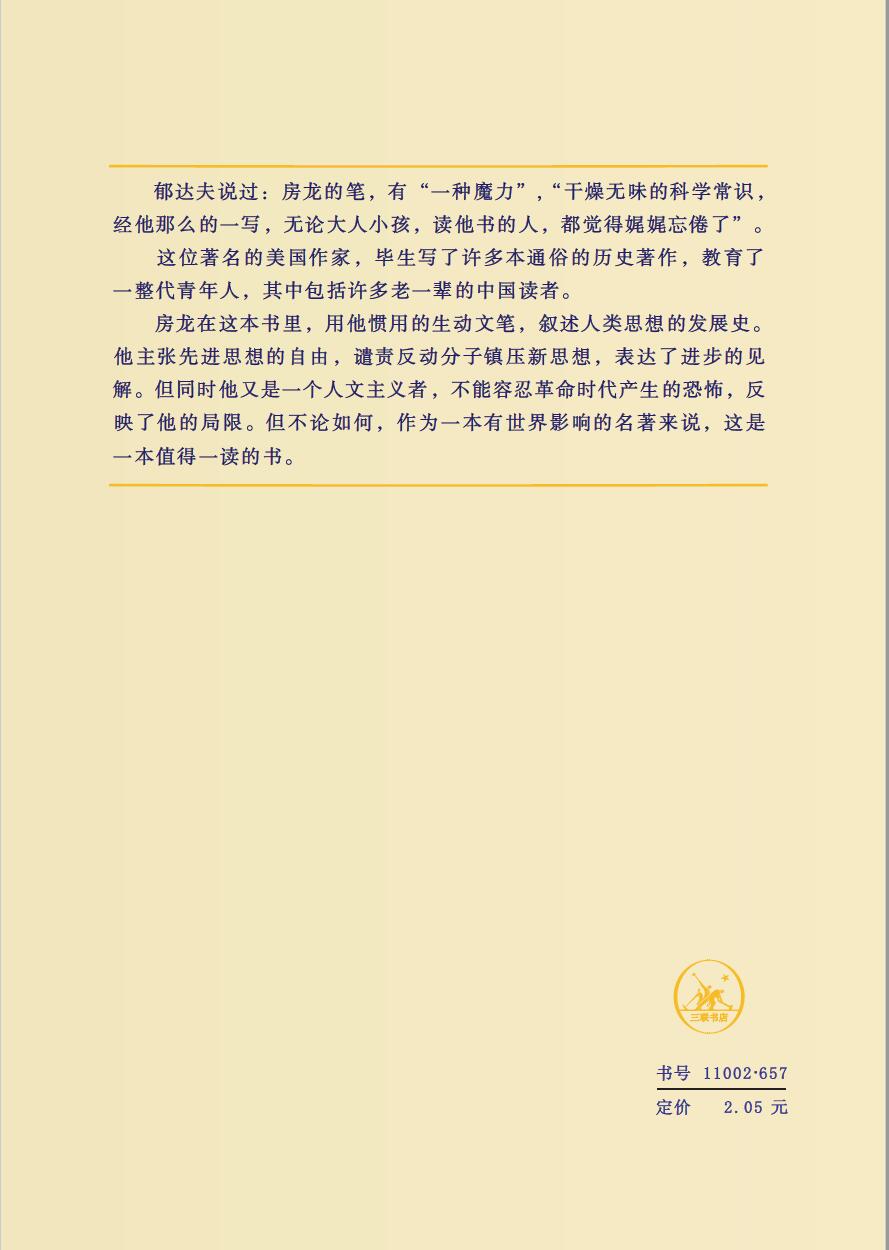 郁达夫说过：房龙的笔，有“一种魔力”，“干燥无味的科学常识，
经他那么的一写，无论大人小孩，读他书的人，都觉得娓娓忘倦了”。
这位著名的美国作家，毕生写了许多本通俗的历史著作，教育了
一整代青年人，其中包括许多老一辈的中国读者。
房龙在这本书里，用他惯用的生动文笔，叙述人类思想的发展史。
他主张先进思想的自由，谴责反动分子镇压新思想，表达了进步的见
解。但同时他又是一个人文主义者，不能容忍革命时代产生的恐怖，反
映了他的局限。但不论如何，作为一本有世界影响的名著来说，这是
一本值得一读的书。
三联书店
书号 11002·657
定价 2.05 元